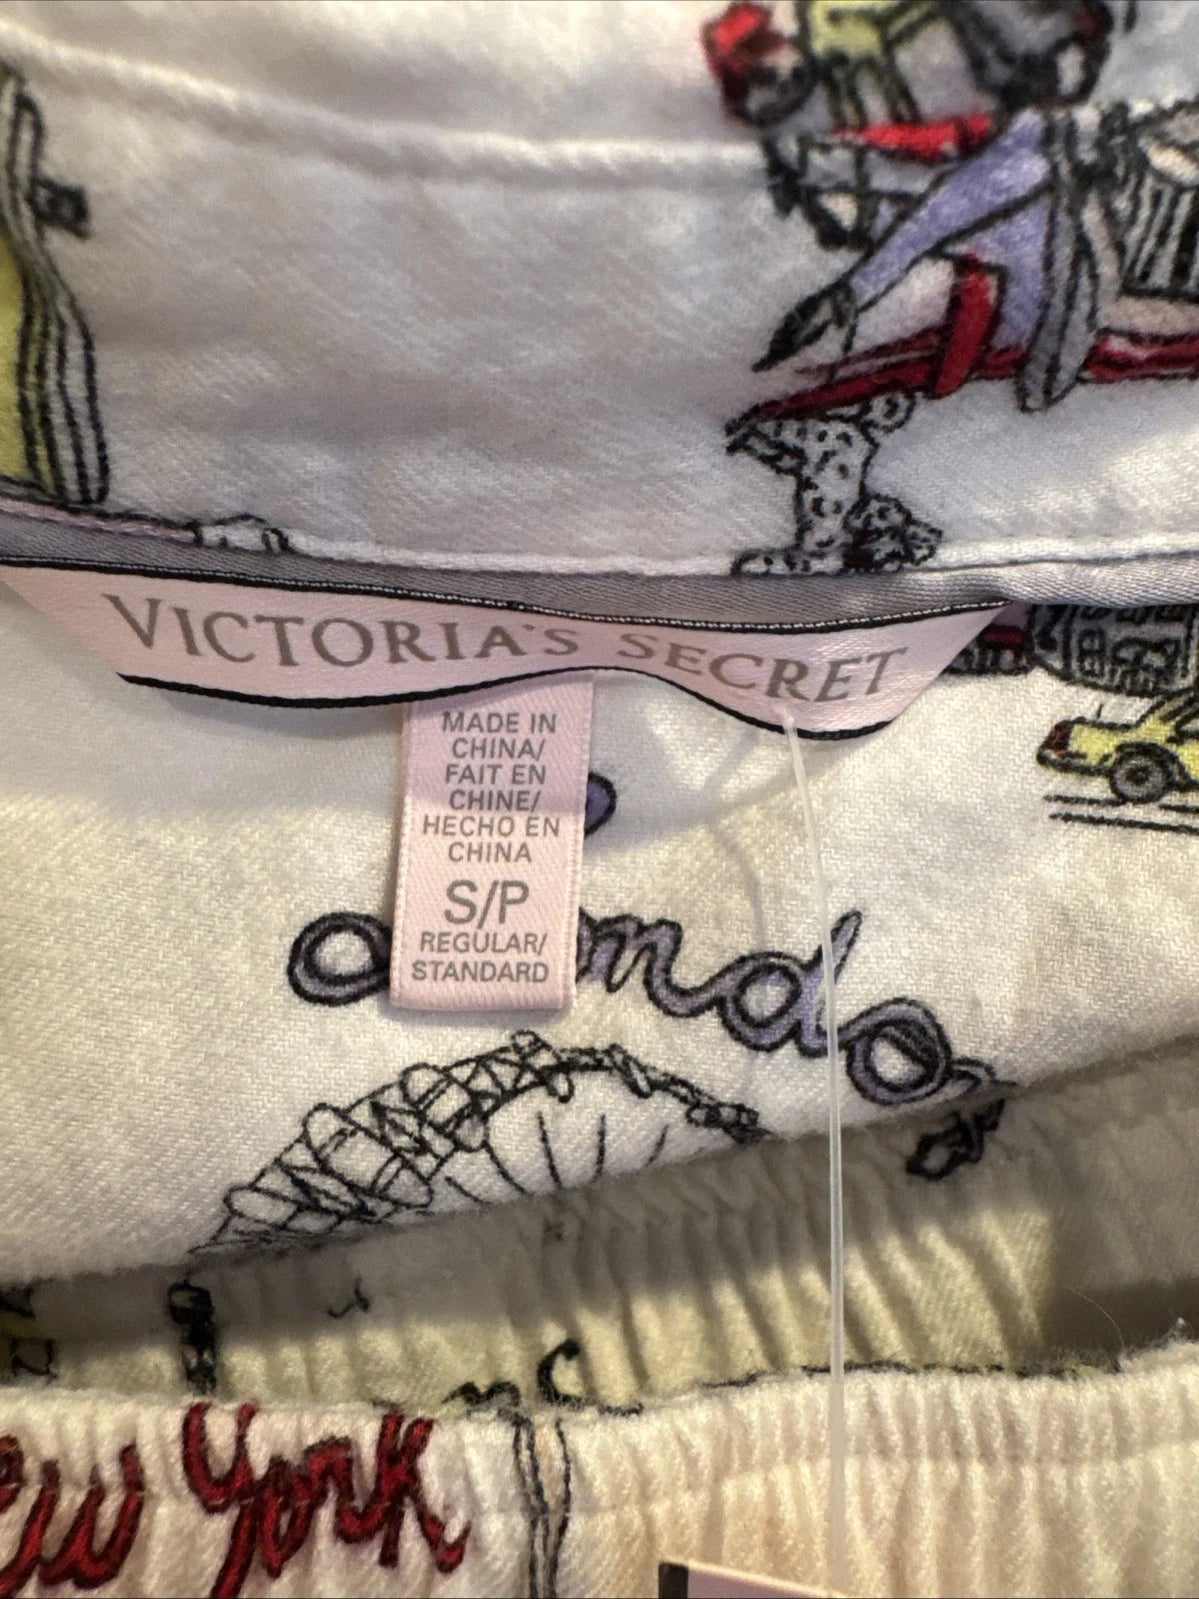 VICTORIA'S SECRET
MADE IN
CHINA/
FAIT EN
CHINE/
HECHO EN
CHINA
S/P
REGULAR/
STANDARD
York